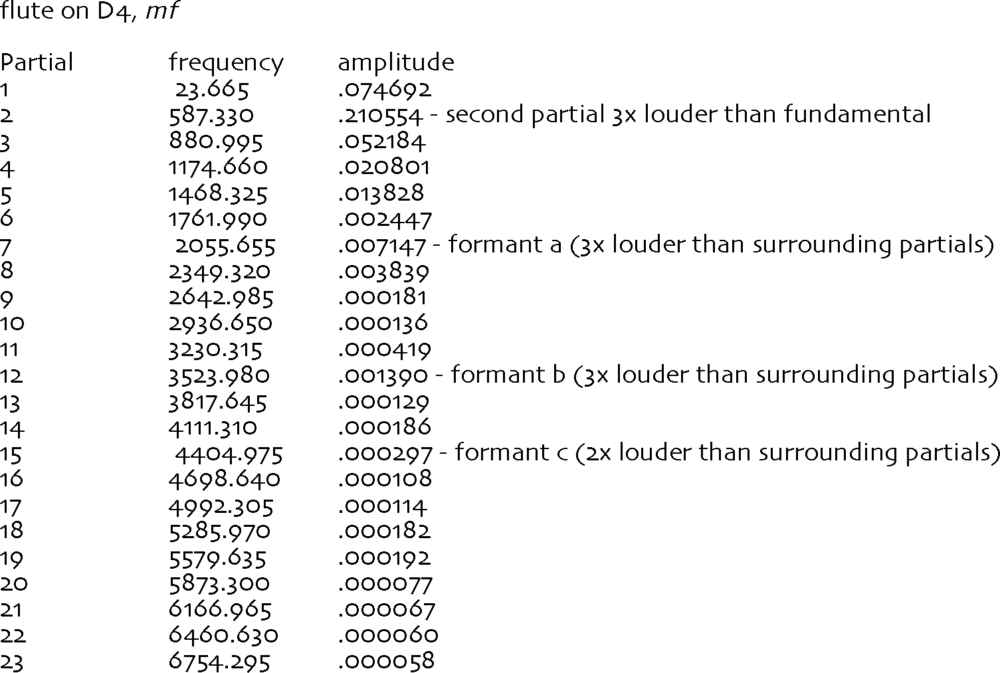 flute on D4, mf
Partial frequency amplitude
1 23.665 .074692
2 587.330 .210554 - second partial 3x louder than fundamental
3 880.995 .052184
4 1174.660 .020801
5 1468.325 .013828
6 1761.990 .002447
7 2055.655 .007147 - formant a (3x louder than surrounding partials)
8 2349.320 .003839
9 2642.985 .000181
10 2936.650 .000136
11 3230.315 .000419
12 3523.980 .001390 - formant b (3x louder than surrounding partials)
13 3817.645 .000129
14 4111.310 .000186
15 4404.975 .000297 - formant c (2x louder than surrounding partials)
16 4698.640 .000108
17 4992.305 .000114
18 5285.970 .000182
19 5579.635 .000192
20 5873.300 .000077
21 6166.965 .000067
22 6460.630 .000060
23 6754.295 .000058